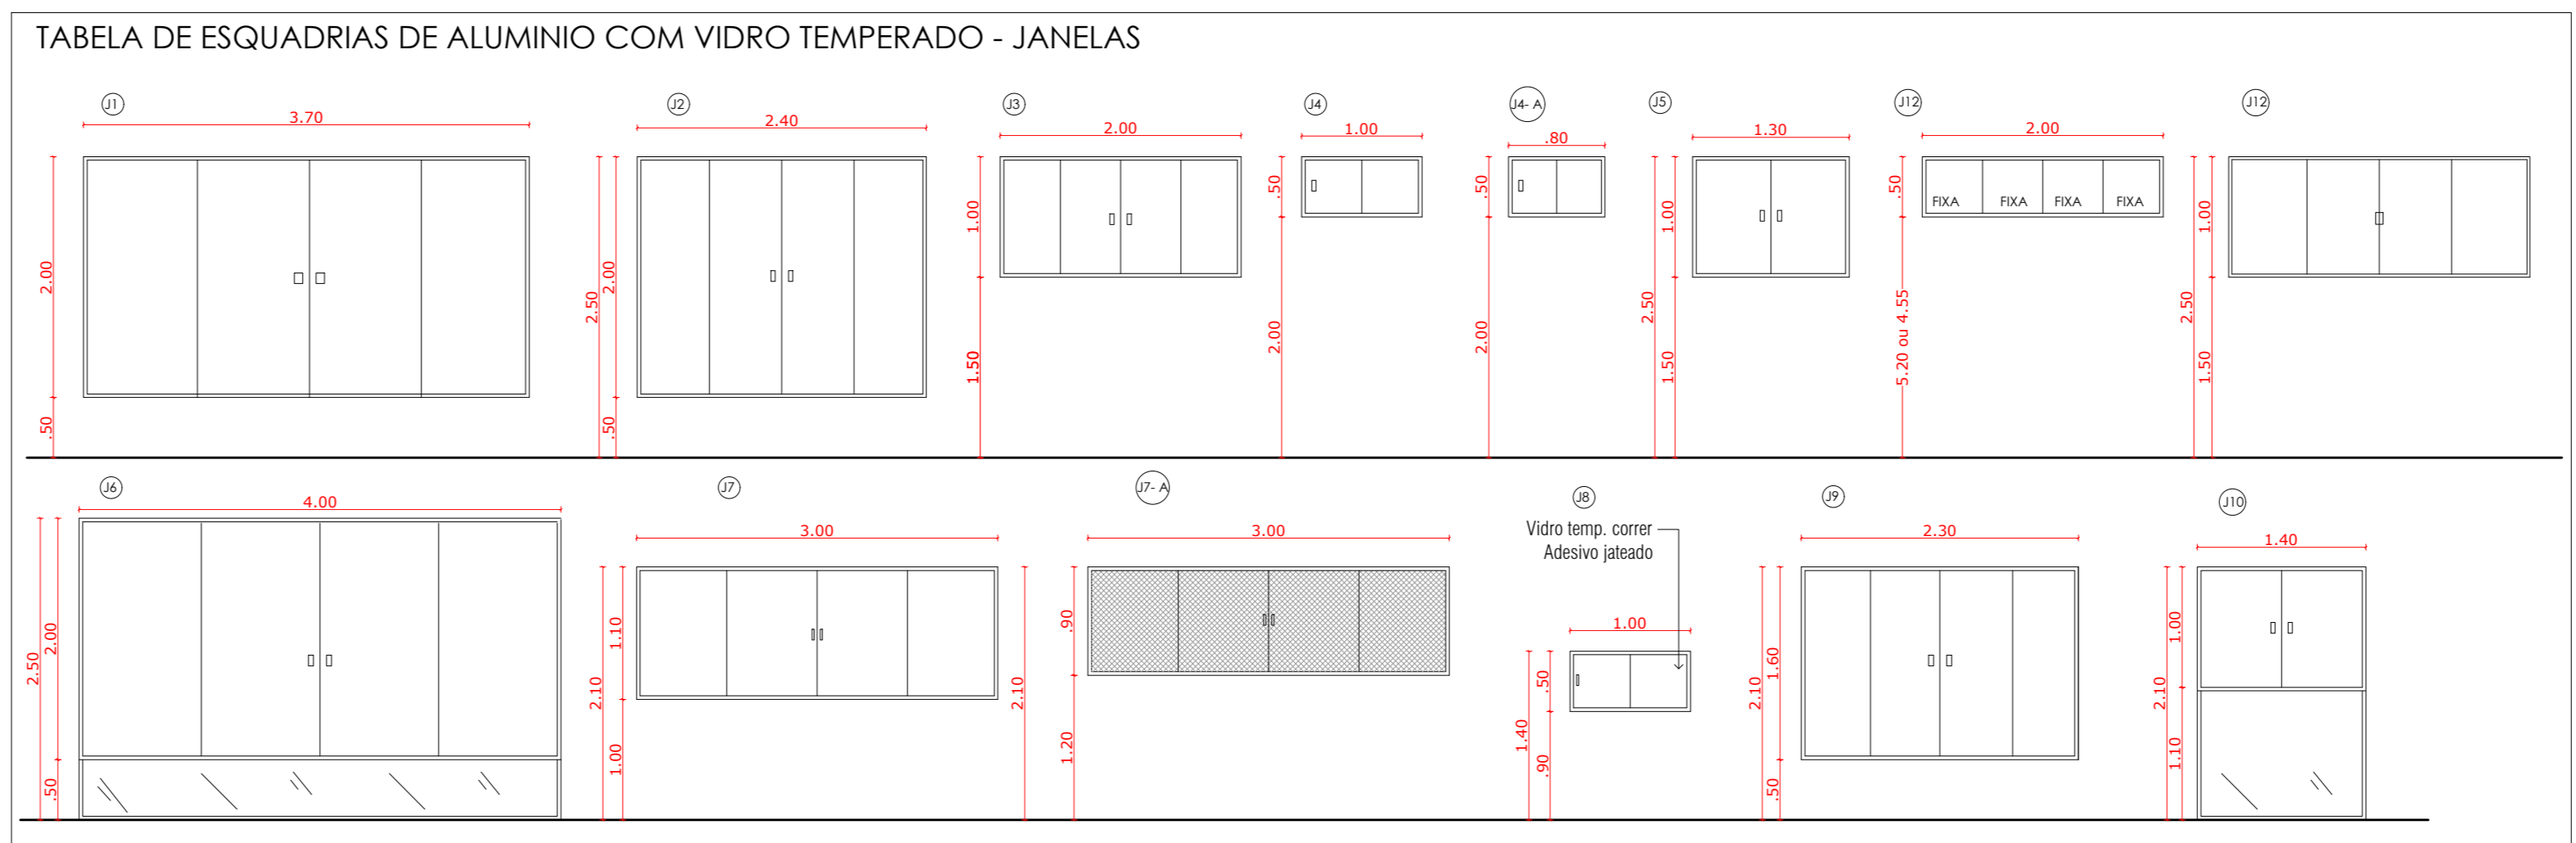 TABELA DE ESQUADRIAS DE ALUMINIO COM VIDRO TEMPERADO - JANELAS
J1
3.70
2.00
.50
J2
2.40
2.50
2.00
.50
J3
2.00
1.00
1.50
J4
1.00
.50
2.00
J4- A
.80
.50
2.00
J5
1.30
2.50
1.00
1.50
J12
2.00
.50
5.20 ou 4.55
FIXA FIXA FIXA FIXA
J12
2.50
1.00
1.50
J6
4.00
2.50
2.00
.50
J7
3.00
2.10
1.10
1.00
J7- A
3.00
2.10
.90
1.20
J8
Vidro temp. correr
Adesivo jateado
1.00
1.40
.50
.90
J9
2.30
2.10
1.60
.50
J10
1.40
2.10
1.00
1.10